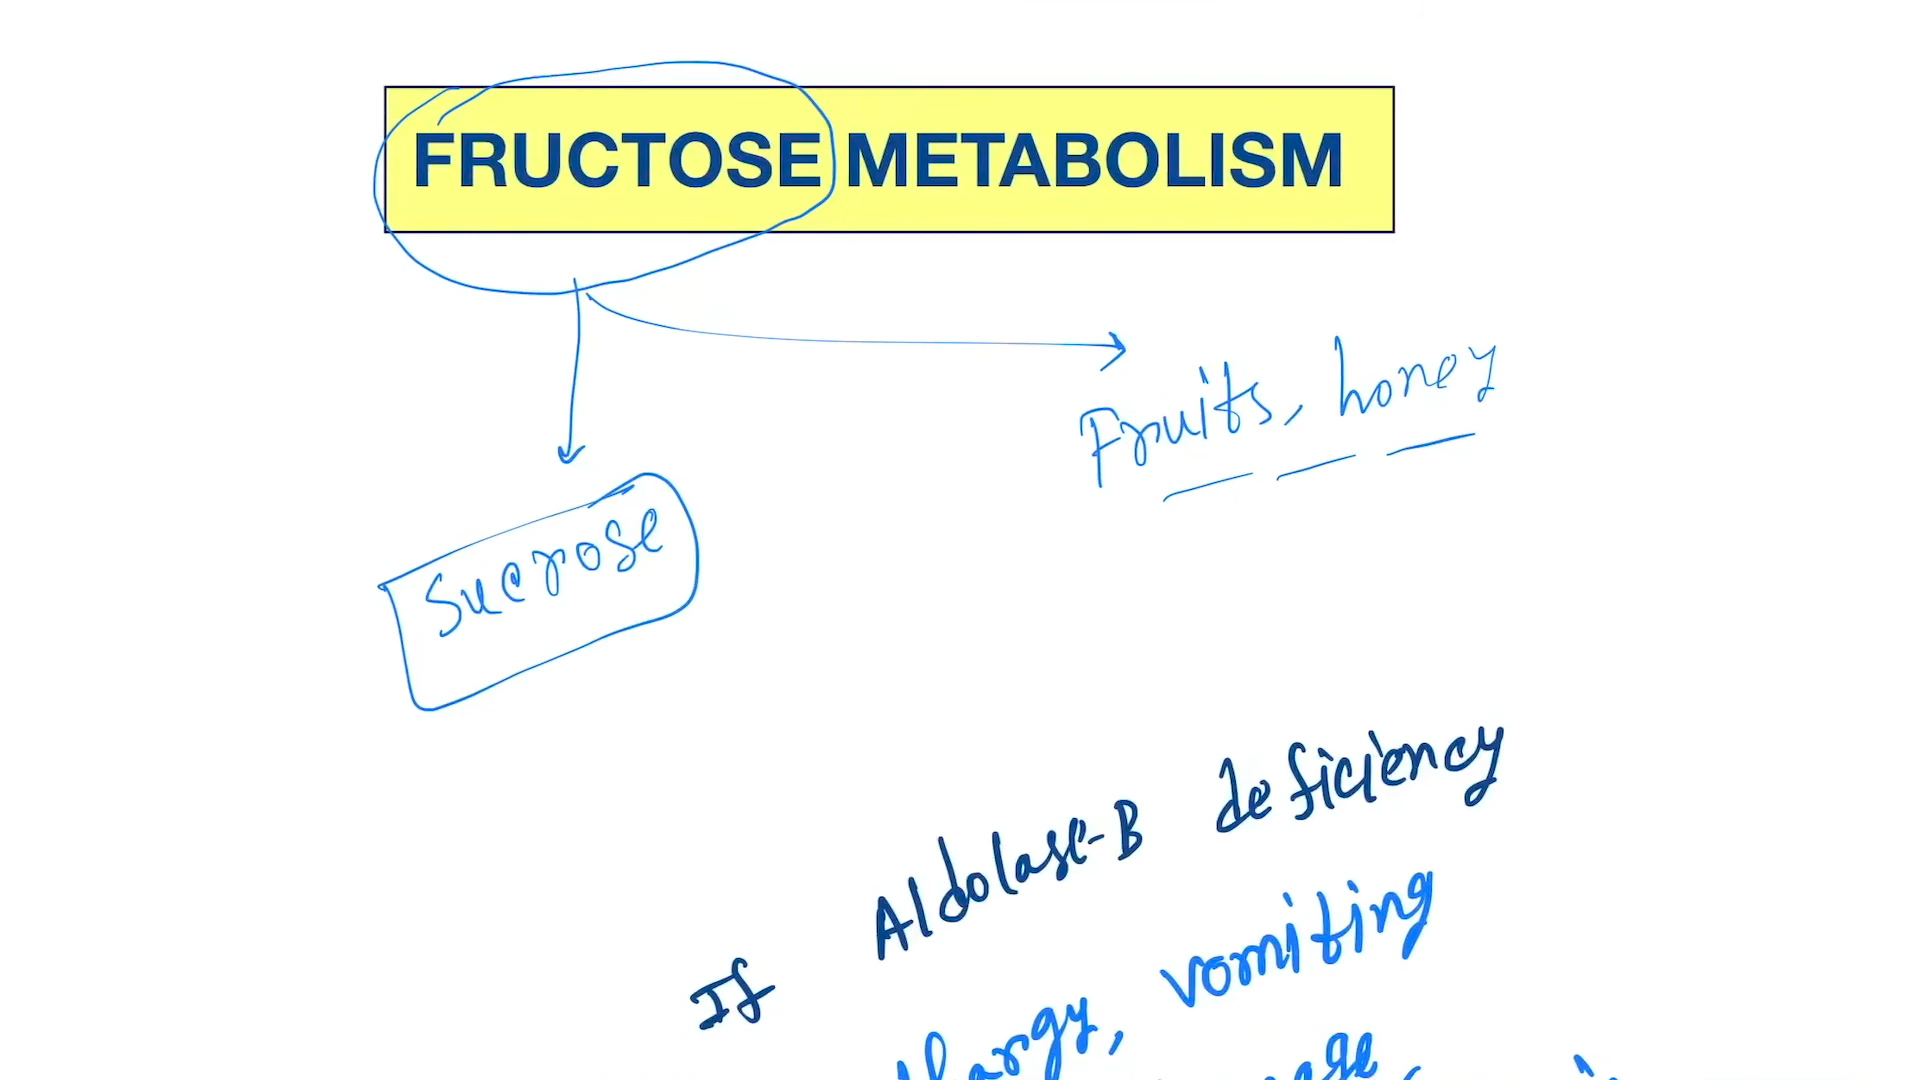 FRUCTOSE METABOLISM
Fruits, honey
Sucrose
If Aldolase-B deficiency
vomiting